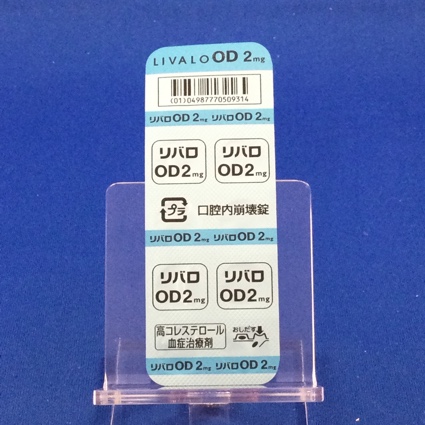 LIVALO OD 2mg
(01)04987770509314
リバロOD 2mg リバロOD 2mg
リバロ リバロ
OD2mg OD2mg
プラ 口腔内崩壊錠
リバロOD 2mg リバロOD 2mg
リバロ リバロ
OD2mg OD2mg
高コレステロール おしだす
血症治療剤
リバロOD 2mg リバロOD 2mg